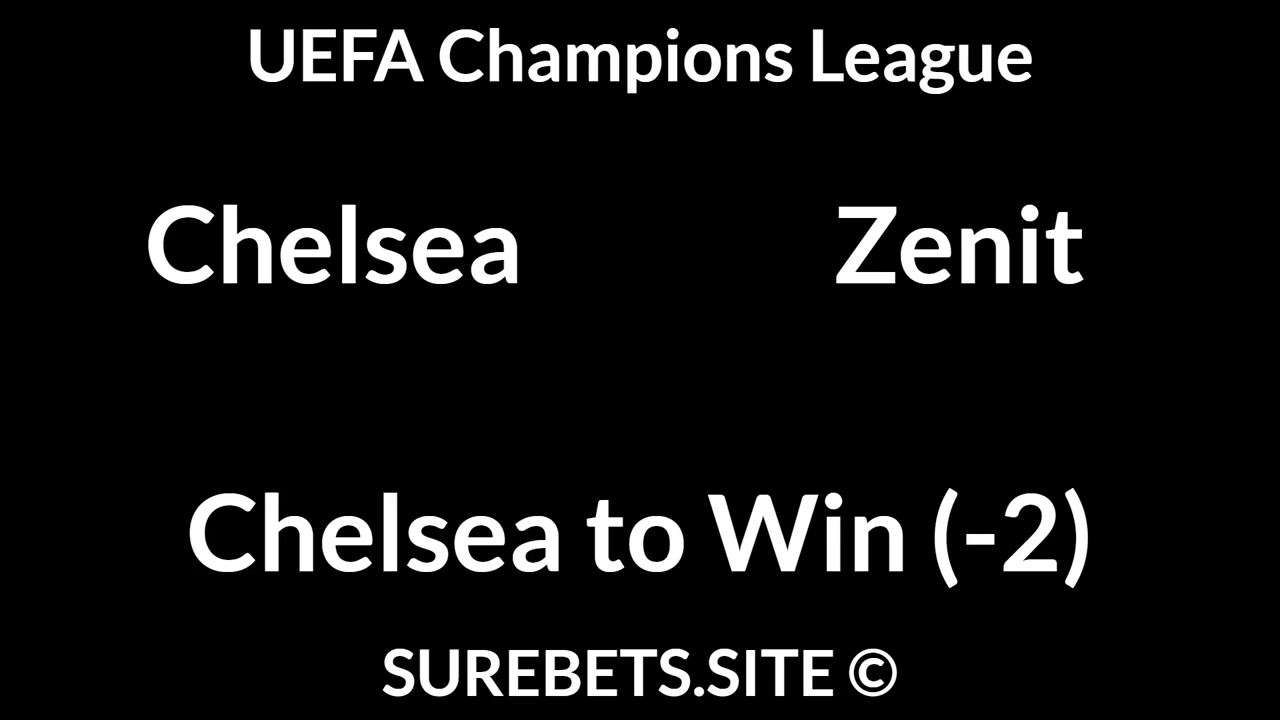 UEFA Champions League
Chelsea Zenit
Chelsea to Win (-2)
SUREBETS.SITE ©